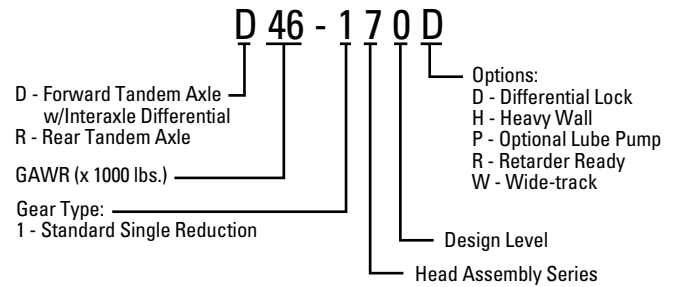 D 46 - 1 7 0 D
D - Forward Tandem Axle
w/Interaxle Differential
R - Rear Tandem Axle
GAWR (x 1000 lbs.)
Gear Type:
1 - Standard Single Reduction
Options:
D - Differential Lock
H - Heavy Wall
P - Optional Lube Pump
R - Retarder Ready
W - Wide-track
Design Level
Head Assembly Series